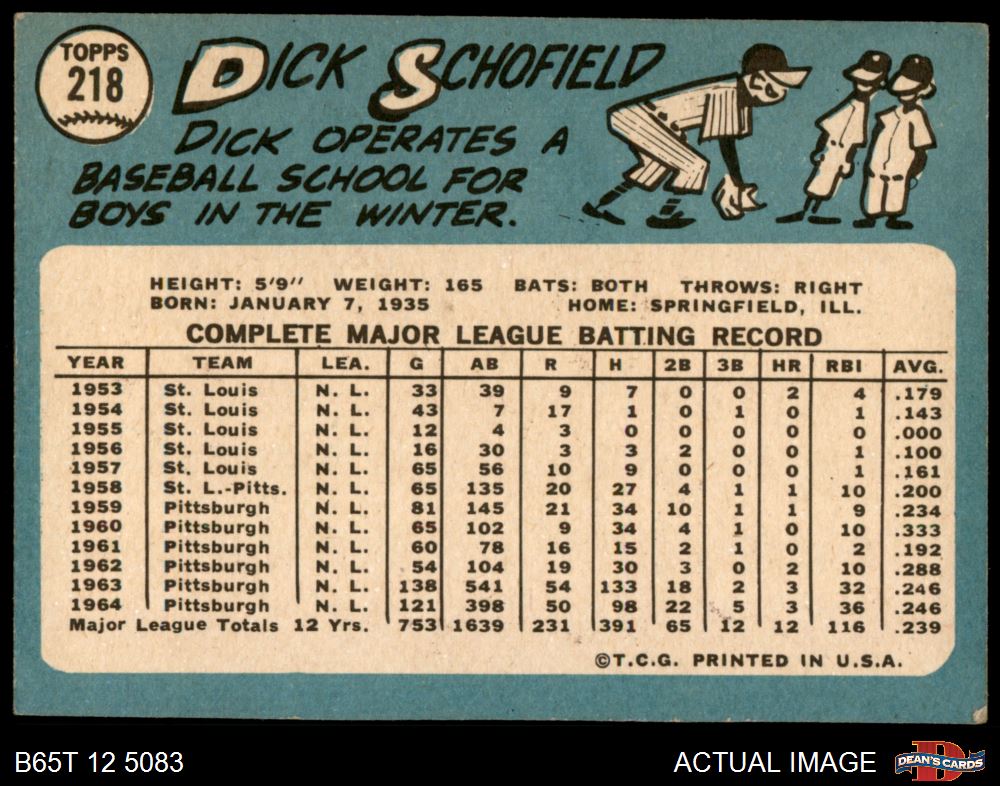 TOPPS
218
DICK SCHOFIELD
DICK OPERATES A
BASEBALL SCHOOL FOR
BOYS IN THE WINTER.
HEIGHT: 5'9" WEIGHT: 165 BATS: BOTH THROWS: RIGHT
BORN: JANUARY 7, 1935 HOME: SPRINGFIELD, ILL.
COMPLETE MAJOR LEAGUE BATTING RECORD
YEAR TEAM LEA. G AB R H 2B 3B HR RBI AVG.
1953 St. Louis N. L. 33 39 9 7 0 0 2 4 .179
1954 St. Louis N. L. 43 7 17 1 0 1 0 1 .143
1955 St. Louis N. L. 12 4 3 0 0 0 0 0 .000
1956 St. Louis N. L. 16 30 3 3 2 0 0 1 .100
1957 St. Louis N. L. 65 56 10 9 0 0 0 1 .161
1958 St. L.-Pitts. N. L. 65 135 20 27 4 1 1 10 .200
1959 Pittsburgh N. L. 81 145 21 34 10 1 1 9 .234
1960 Pittsburgh N. L. 65 102 9 34 4 1 0 10 .333
1961 Pittsburgh N. L. 60 78 16 15 2 1 0 2 .192
1962 Pittsburgh N. L. 54 104 19 30 3 0 2 10 .288
1963 Pittsburgh N. L. 138 541 54 133 18 2 3 32 .246
1964 Pittsburgh N. L. 121 398 50 98 22 5 3 36 .246
Major League Totals 12 Yrs. 753 1639 231 391 65 12 12 116 .239
©T.C.G. PRINTED IN U.S.A.
B65T 12 5083 ACTUAL IMAGE DEAN'S CARDS